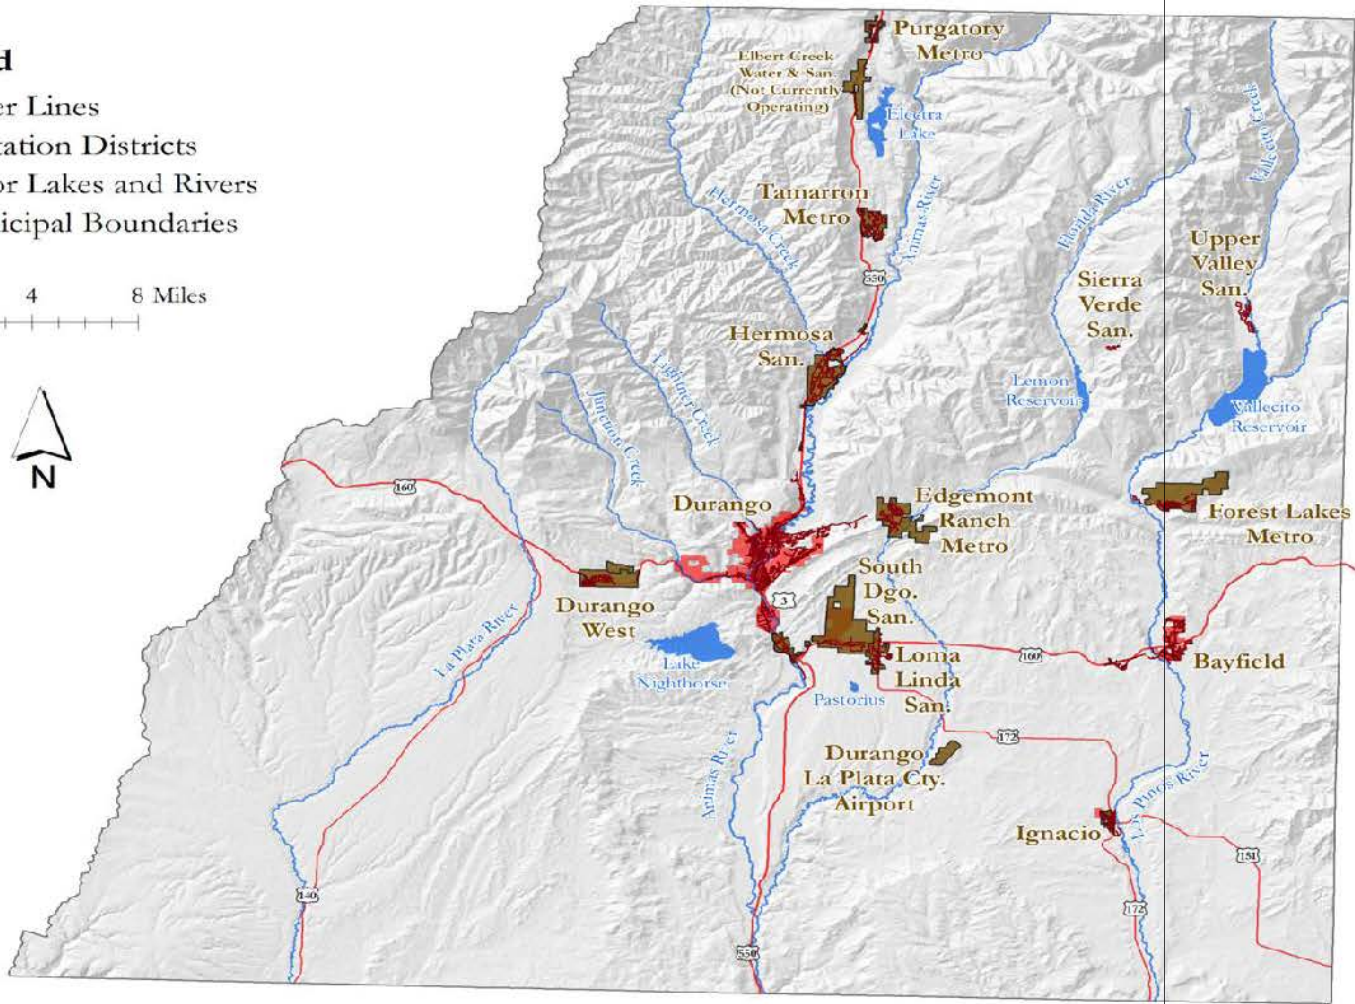 d
er Lines
tation Districts
or Lakes and Rivers
icipal Boundaries
4 8 Miles
N
Purgatory
Metro
Elbert Creek
Water & San.
(Not Currently
Operating)
Electra
Lake
Tamarron
Metro
Hermosa Creek
Animas River
550
Florida River
Vallecito Creek
Upper
Valley
San.
Sierra
Verde
San.
Hermosa
San.
Lightner Creek
Junction Creek
Lemon
Reservoir
Vallecito
Reservoir
160
Durango
Edgemont
Ranch
Metro
Forest Lakes
Metro
South
Dgo.
San.
3
Durango
West
La Plata River
Lake
Nighthorse
Loma
Linda
San.
160
Bayfield
Pastorius
172
Durango
La Plata Cty.
Airport
Animas River
Los Pinos River
Ignacio
151
140
172
550